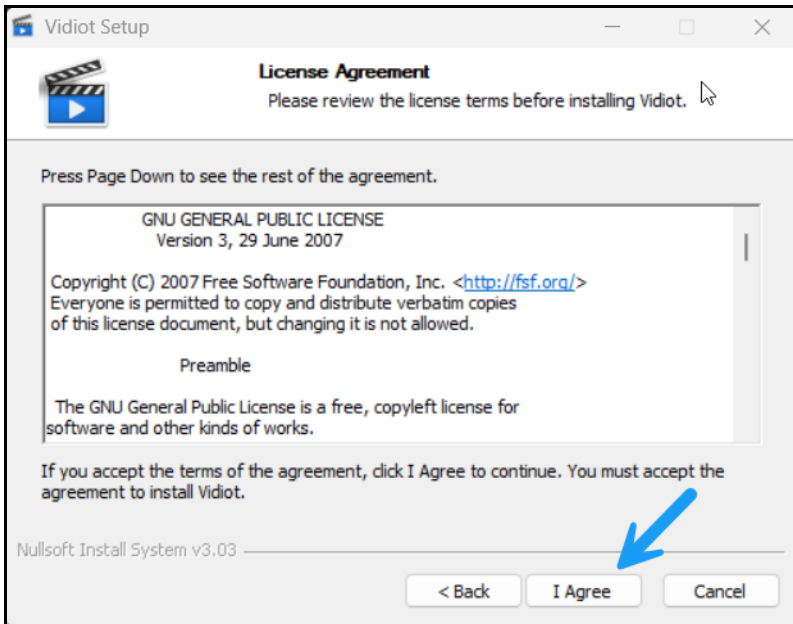 Vidiot Setup
License Agreement
Please review the license terms before installing Vidiot.
Press Page Down to see the rest of the agreement.
GNU GENERAL PUBLIC LICENSE
Version 3, 29 June 2007
Copyright (C) 2007 Free Software Foundation, Inc. <http://fsf.org/>
Everyone is permitted to copy and distribute verbatim copies
of this license document, but changing it is not allowed.
Preamble
The GNU General Public License is a free, copyleft license for
software and other kinds of works.
If you accept the terms of the agreement, click I Agree to continue. You must accept the
agreement to install Vidiot.
Nullsoft Install System v3.03
< Back
I Agree
Cancel